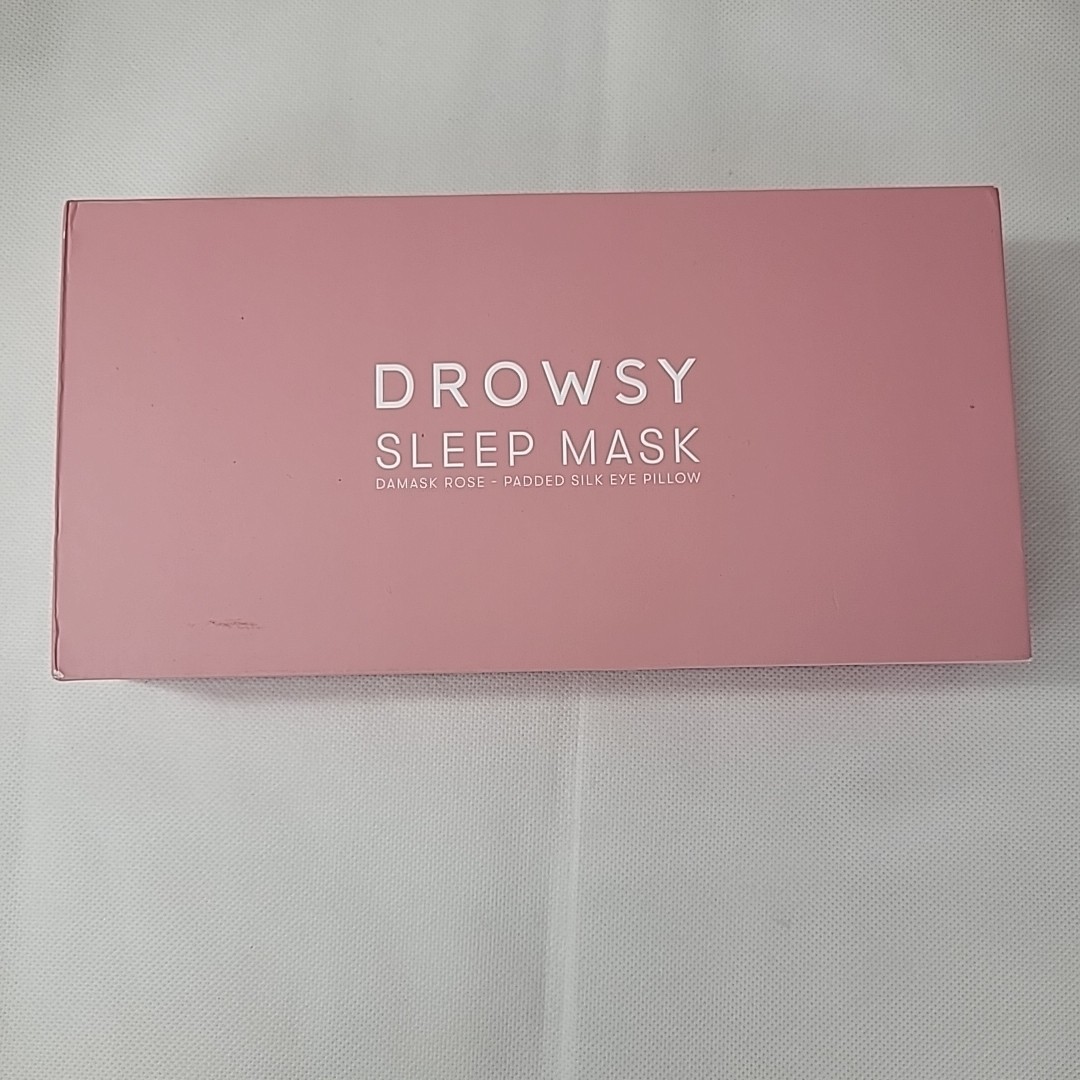 DROWSY
SLEEP MASK
DAMASK ROSE - PADDED SILK EYE PILLOW